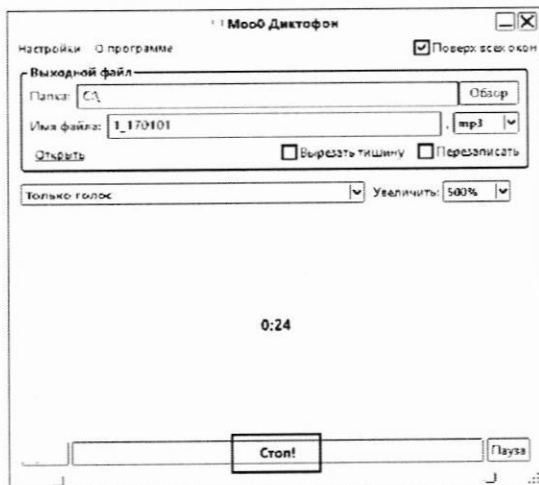 Moo0 Диктофон
Настройки О программе Поверх всех окон
Выходной файл
Папка: C:\ Обзор
Имя файла: 1_170101 . mp3
Открыть Вырезать тишину Перезаписать
Только голос Увеличить: 500%
0:24
Стоп! Пауза